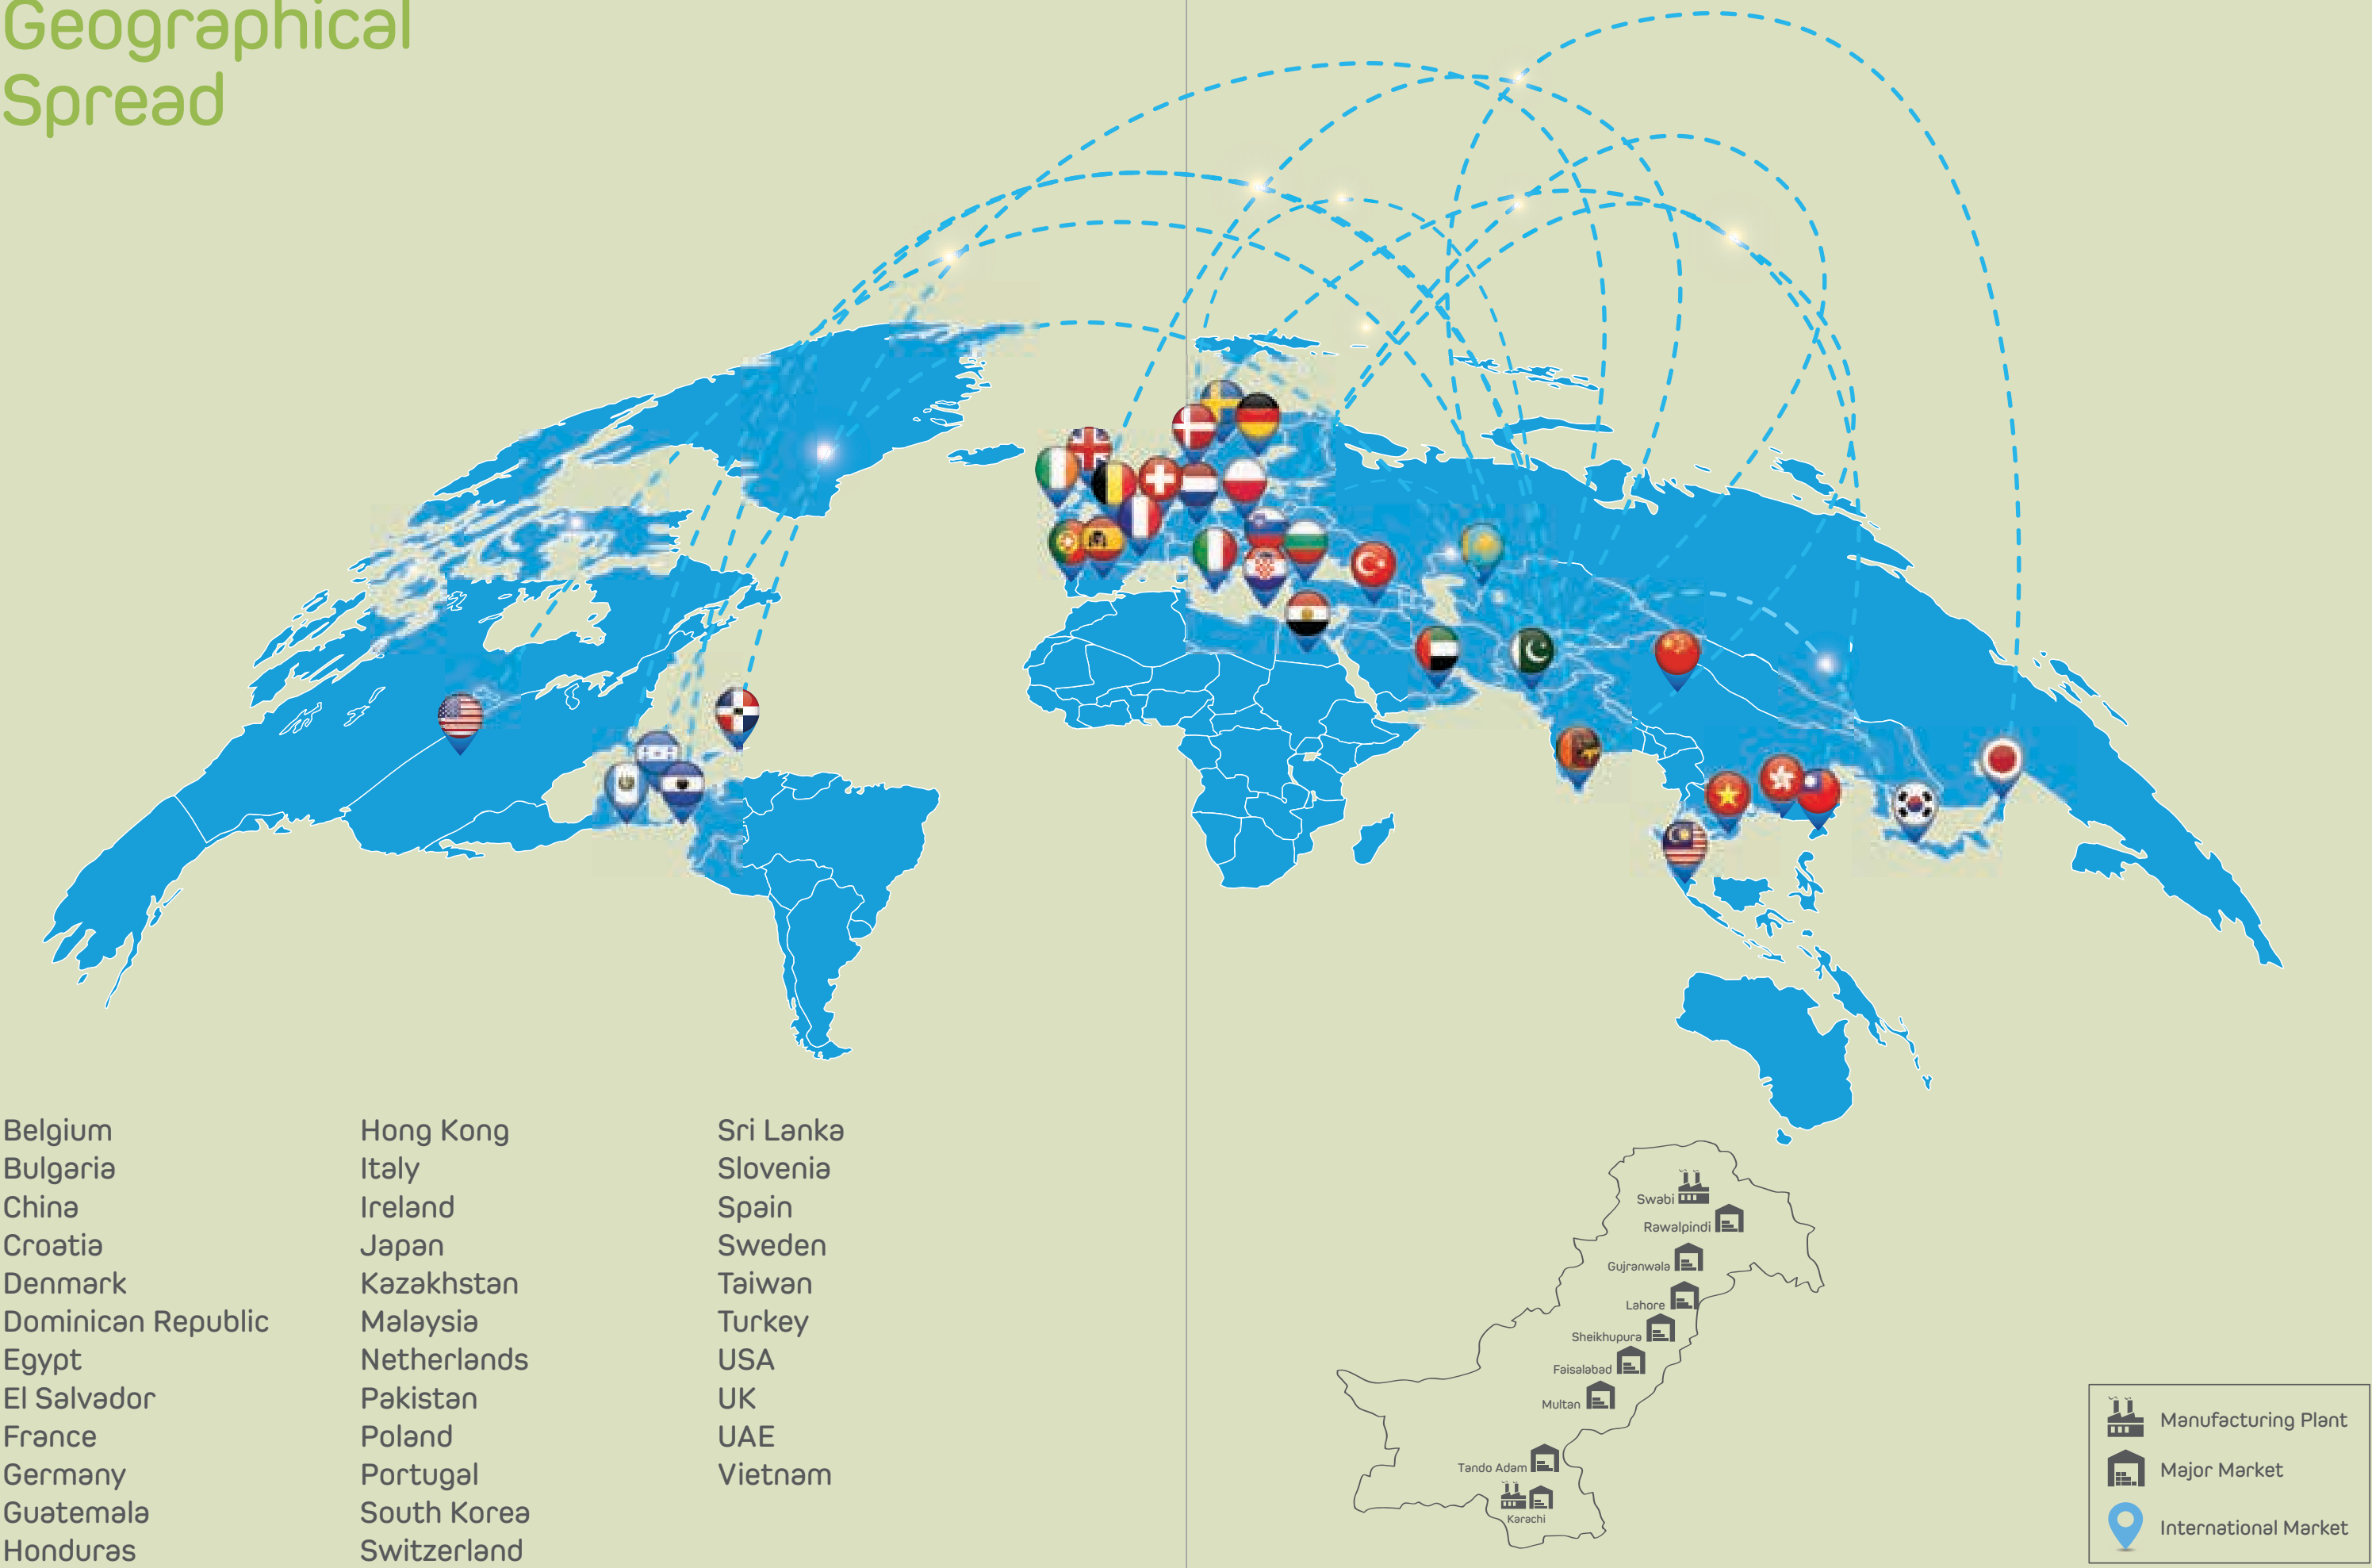 Geographical
Spread
Belgium
Bulgaria
China
Croatia
Denmark
Dominican Republic
Egypt
El Salvador
France
Germany
Guatemala
Honduras
Hong Kong
Italy
Ireland
Japan
Kazakhstan
Malaysia
Netherlands
Pakistan
Poland
Portugal
South Korea
Switzerland
Sri Lanka
Slovenia
Spain
Sweden
Taiwan
Turkey
USA
UK
UAE
Vietnam
Swabi
Rawalpindi
Gujranwala
Lahore
Sheikhupura
Faisalabad
Multan
Tando Adam
Karachi
Manufacturing Plant
Major Market
International Market